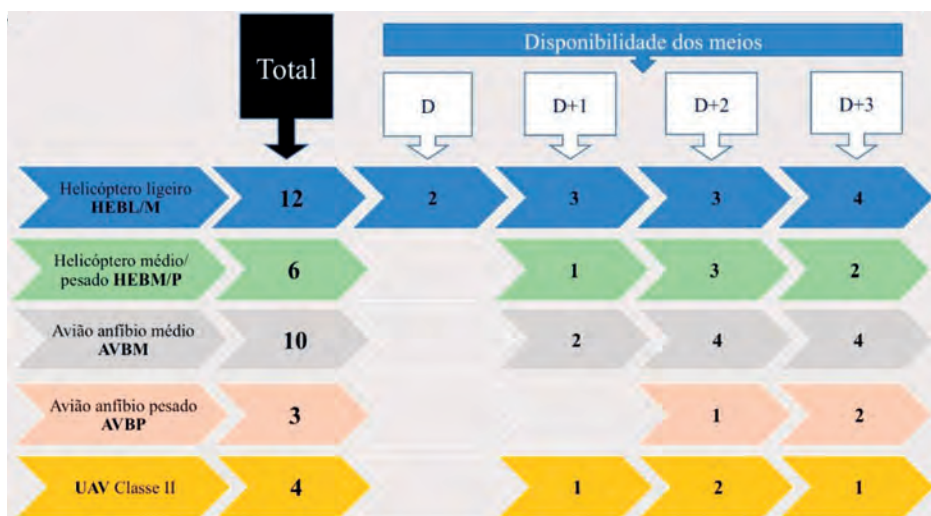 Total
Disponibilidade dos meios
D D+1 D+2 D+3
Helicóptero ligeiro
HEBL/M
12 2 3 3 4
Helicóptero médio/
pesado HEBM/P
6 1 3 2
Avião anfíbio médio
AVBM
10 2 4 4
Avião anfíbio pesado
AVBP
3 1 2
UAV Classe II 4 1 2 1